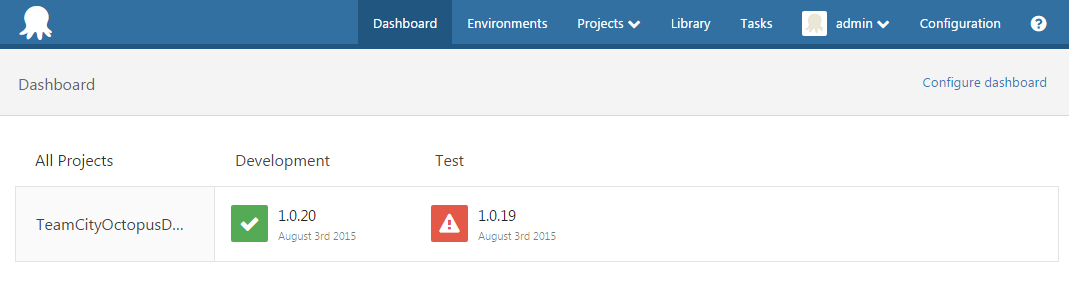 Dashboard Environments Projects Library Tasks admin Configuration ?
Dashboard Configure dashboard
All Projects Development Test
TeamCityOctopusD... 1.0.20 1.0.19
August 3rd 2015 August 3rd 2015